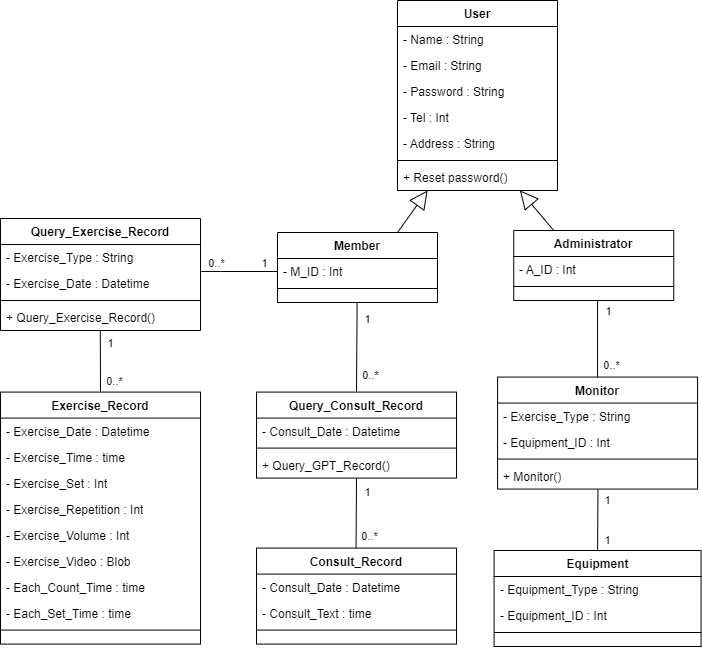 User
- Name : String
- Email : String
- Password : String
- Tel : Int
- Address : String
+ Reset password()
Query_Exercise_Record
- Exercise_Type : String
- Exercise_Date : Datetime
+ Query_Exercise_Record()
0..*
1
Member
- M_ID : Int
Administrator
- A_ID : Int
1
0..*
1
0..*
1
0..*
Exercise_Record
- Exercise_Date : Datetime
- Exercise_Time : time
- Exercise_Set : Int
- Exercise_Repetition : Int
- Exercise_Volume : Int
- Exercise_Video : Blob
- Each_Count_Time : time
- Each_Set_Time : time
Query_Consult_Record
- Consult_Date : Datetime
+ Query_GPT_Record()
1
0..*
Consult_Record
- Consult_Date : Datetime
- Consult_Text : time
Monitor
- Exercise_Type : String
- Equipment_ID : Int
+ Monitor()
1
1
Equipment
- Equipment_Type : String
- Equipment_ID : Int